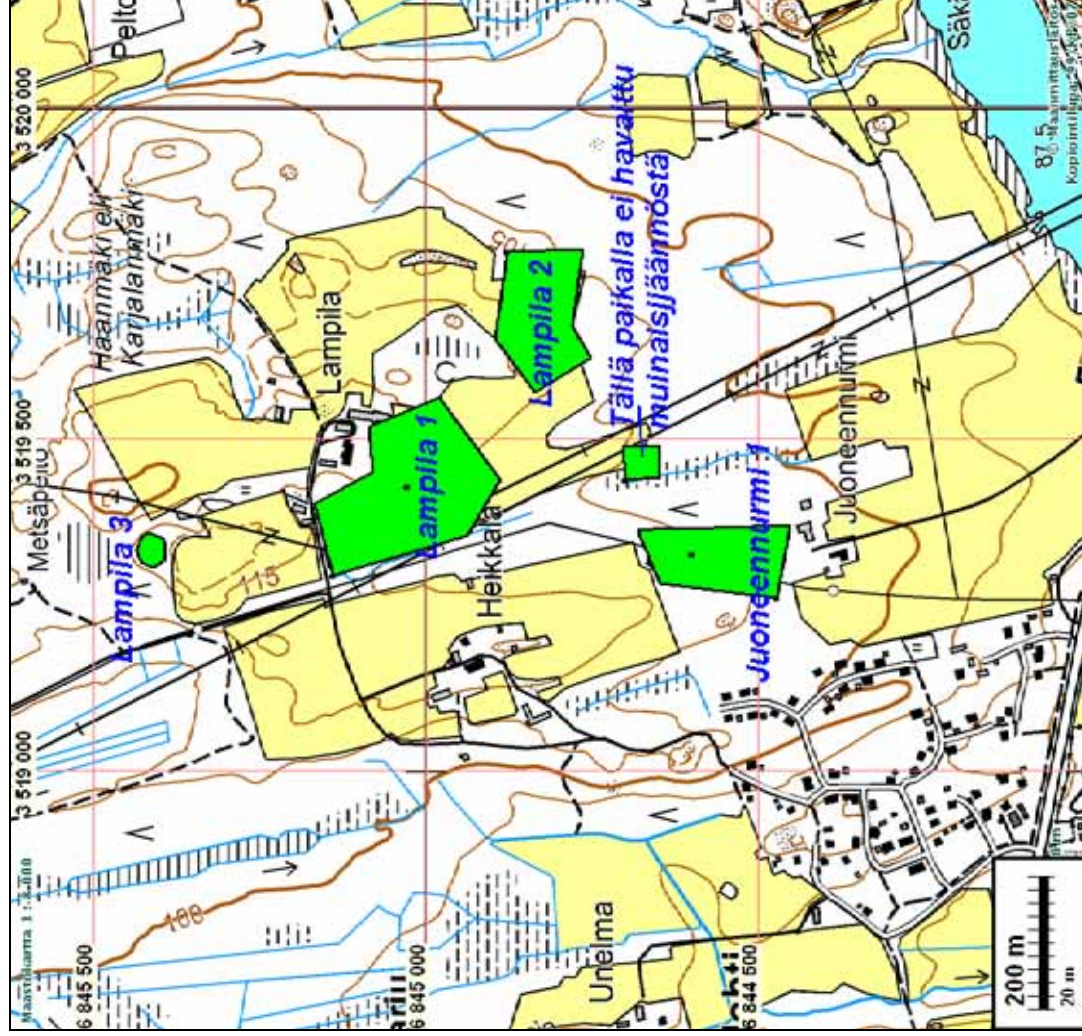 Maastokartta 1:
3 519 000
3 519 500
3 520 000
Pelto
Haanmäki eli
Karjalanmäki
Metsäpelto
Lampila 3
115
Lampila
Lampila 1
Lampila 2
Heikkala
Tällä paikalla ei havaittu
muinaisjäännöstä
Juoneennurmi 1
Juoneennurmi
100
Unelma
6 845 500
6 845 000
6 844 500
87.5
200 m
20 m